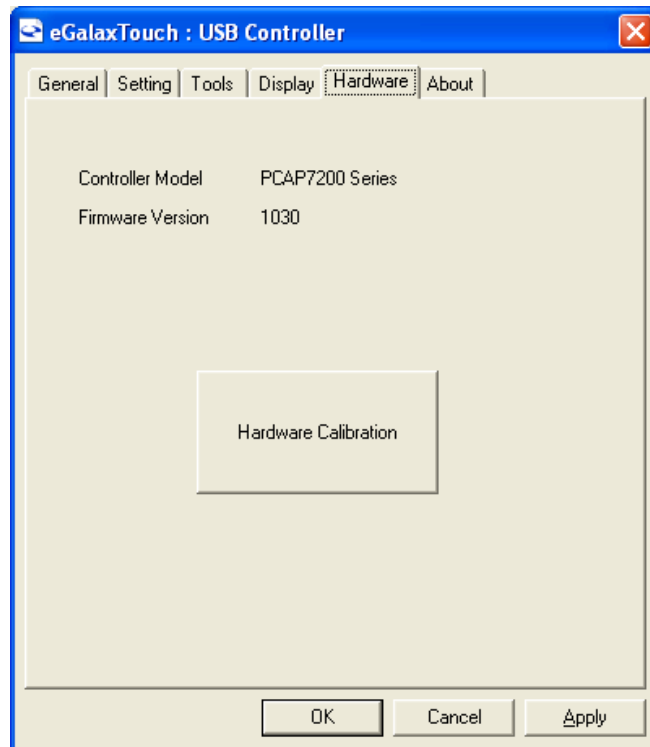 eGalaxTouch : USB Controller
General Setting Tools Display Hardware About
Controller Model PCAP7200 Series
Firmware Version 1030
Hardware Calibration
OK Cancel Apply